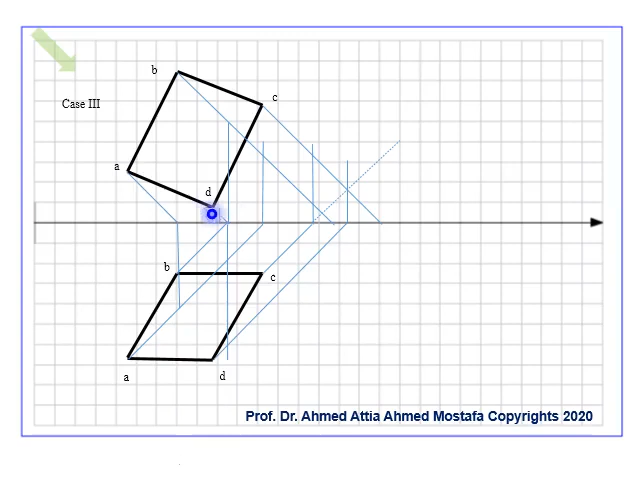 b
c
Case III
a
d
b
c
a
d
Prof. Dr. Ahmed Attia Ahmed Mostafa Copyrights 2020